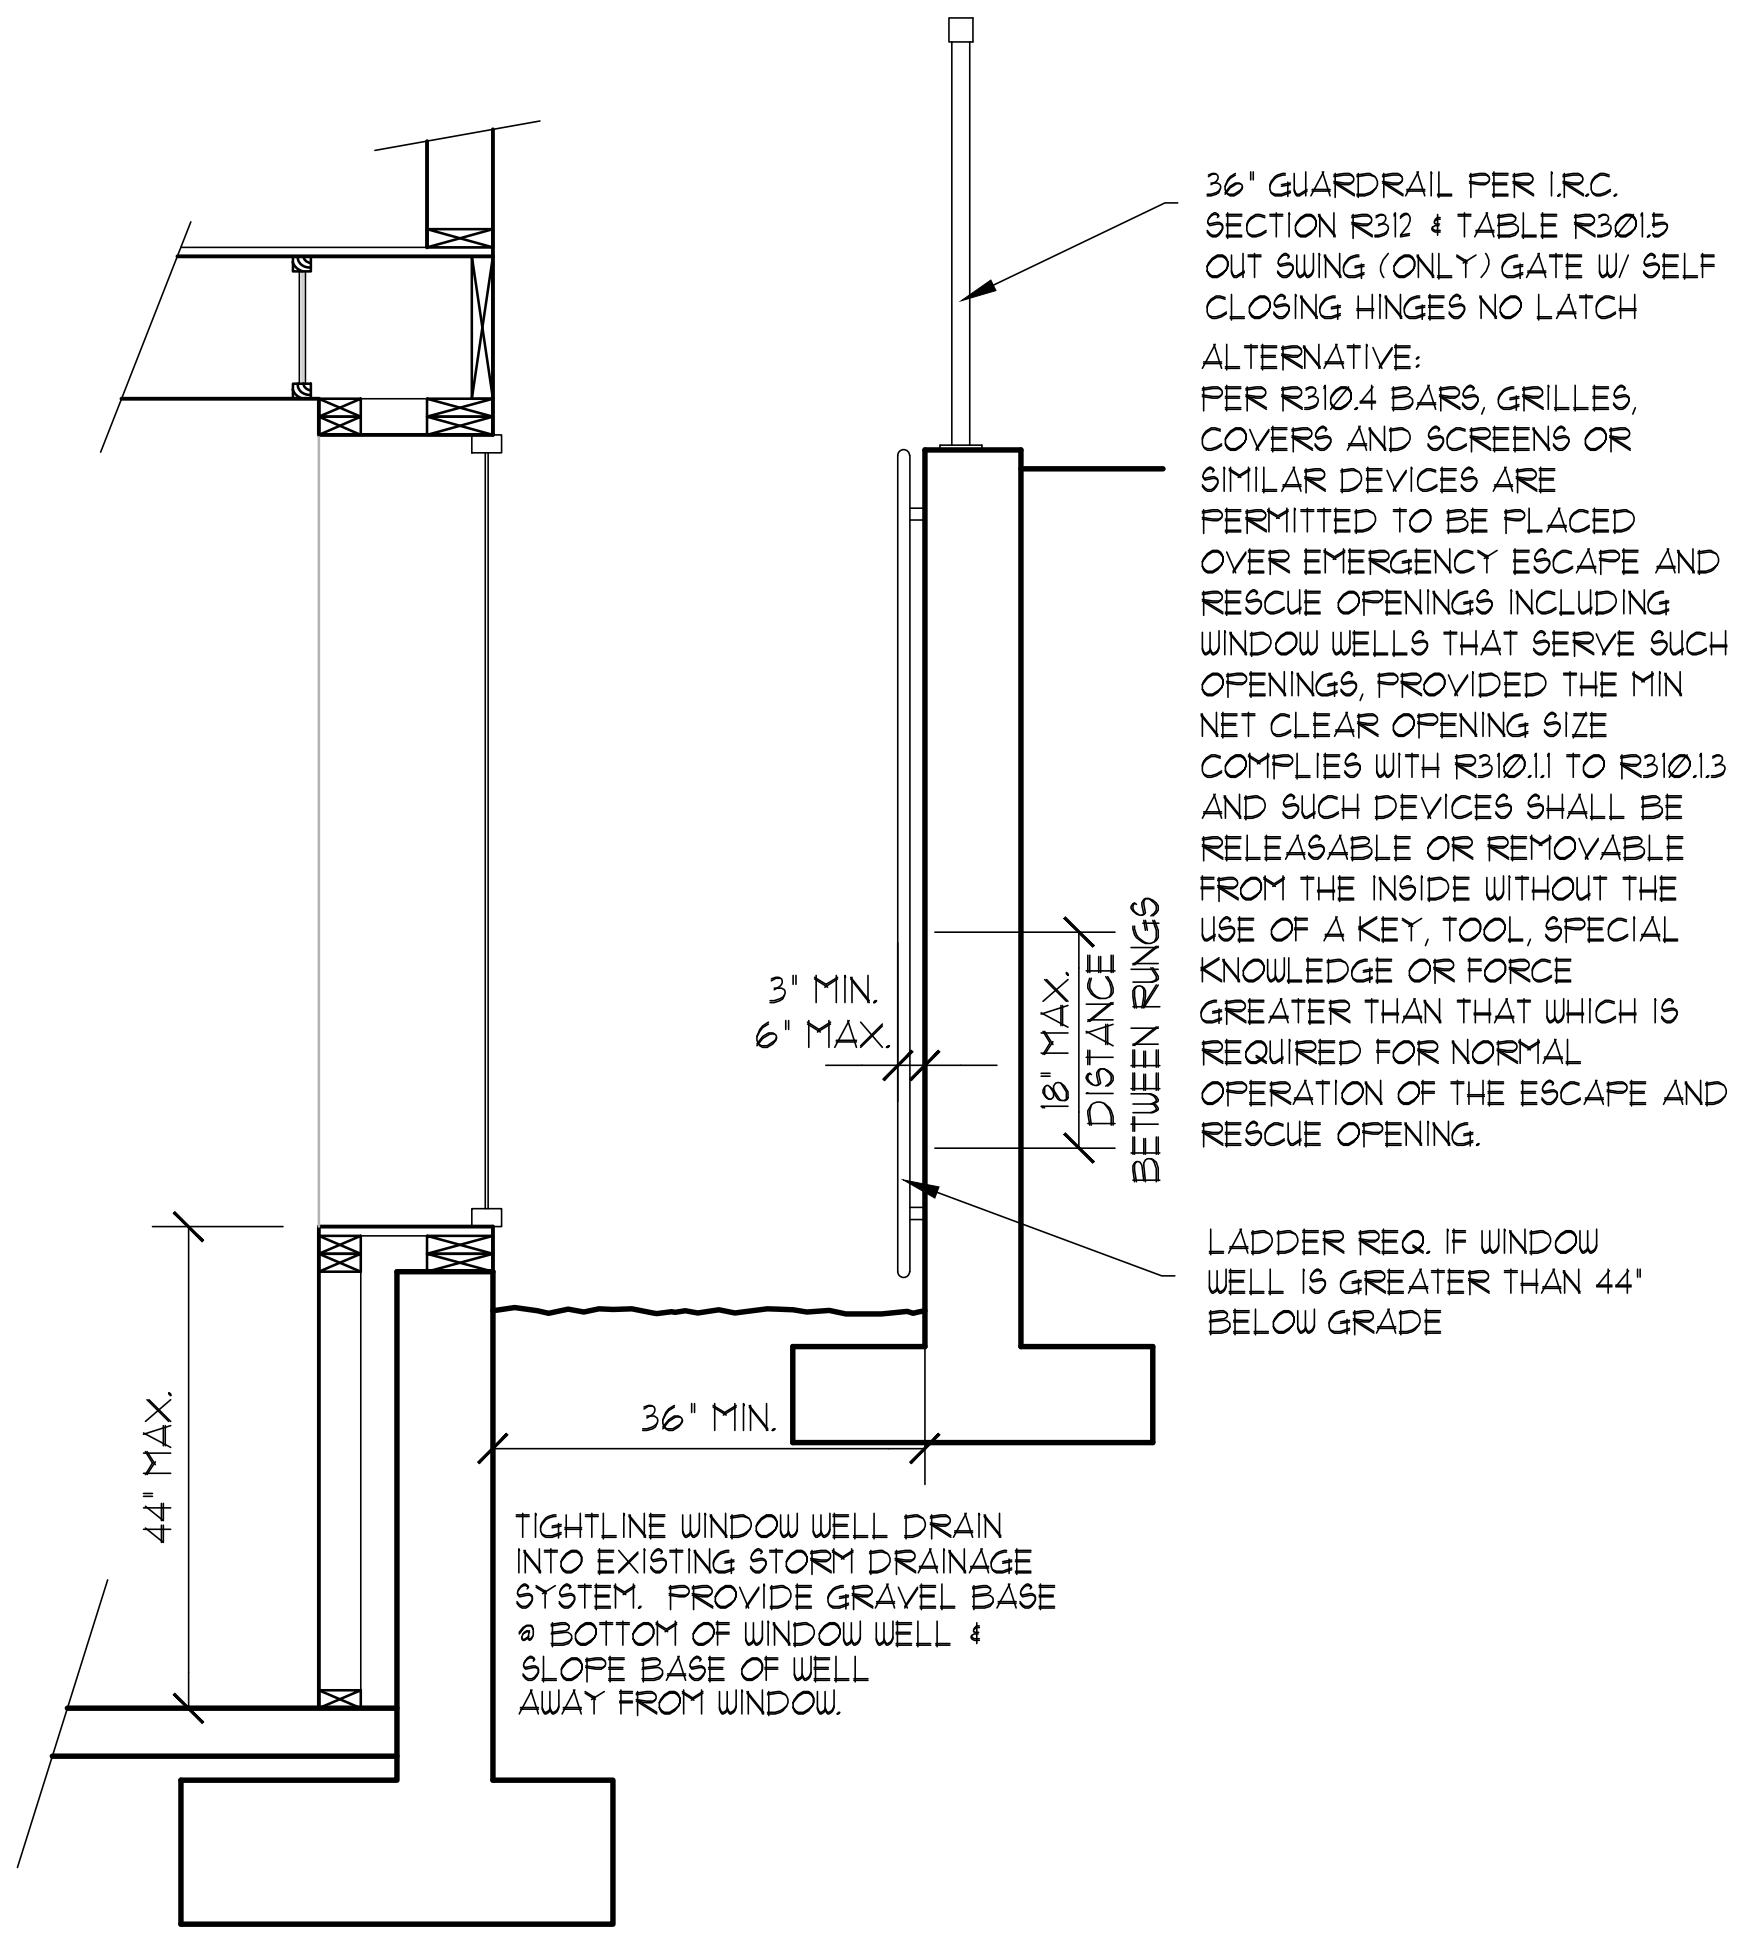 36" GUARDRAIL PER I.R.C.
SECTION R312 & TABLE R301.5
OUT SWING (ONLY) GATE W/ SELF
CLOSING HINGES NO LATCH
ALTERNATIVE:
PER R310.4 BARS, GRILLES,
COVERS AND SCREENS OR
SIMILAR DEVICES ARE
PERMITTED TO BE PLACED
OVER EMERGENCY ESCAPE AND
RESCUE OPENINGS INCLUDING
WINDOW WELLS THAT SERVE SUCH
OPENINGS, PROVIDED THE MIN
NET CLEAR OPENING SIZE
COMPLIES WITH R310.1.1 TO R310.1.3
AND SUCH DEVICES SHALL BE
RELEASABLE OR REMOVABLE
FROM THE INSIDE WITHOUT THE
USE OF A KEY, TOOL, SPECIAL
KNOWLEDGE OR FORCE
GREATER THAN THAT WHICH IS
REQUIRED FOR NORMAL
OPERATION OF THE ESCAPE AND
RESCUE OPENING.
3" MIN.
6" MAX.
18" MAX.
DISTANCE
BETWEEN RUNGS
LADDER REQ. IF WINDOW
WELL IS GREATER THAN 44"
BELOW GRADE
44" MAX.
36" MIN.
TIGHTLINE WINDOW WELL DRAIN
INTO EXISTING STORM DRAINAGE
SYSTEM. PROVIDE GRAVEL BASE
@ BOTTOM OF WINDOW WELL &
SLOPE BASE OF WELL
AWAY FROM WINDOW.